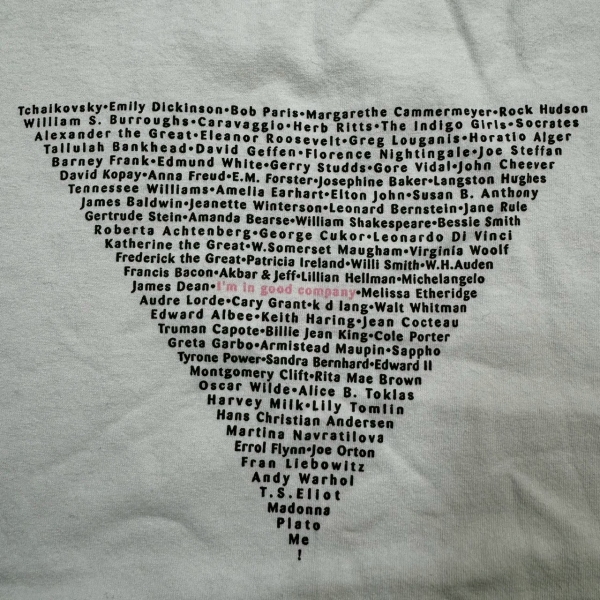 Tchaikovsky•Emily Dickinson•Bob Paris•Margarethe Cammermeyer•Rock Hudson
William S. Burroughs•Caravaggio•Herb Ritts•The Indigo Girls•Socrates
Alexander the Great•Eleanor Roosevelt•Greg Louganis•Horatio Alger
Tallulah Bankhead•David Geffen•Florence Nightingale•Joe Steffan
Barney Frank•Edmund White•Gerry Studds•Gore Vidal•John Cheever
David Kopay•Anna Freud•E.M. Forster•Josephine Baker•Langston Hughes
Tennessee Williams•Amelia Earhart•Elton John•Susan B. Anthony
James Baldwin•Jeanette Winterson•Leonard Bernstein•Jane Rule
Gertrude Stein•Amanda Bearse•William Shakespeare•Bessie Smith
Roberta Achtenberg•George Cukor•Leonardo Di Vinci
Katherine the Great•W.Somerset Maugham•Virginia Woolf
Frederick the Great•Patricia Ireland•Willi Smith•W.H.Auden
Francis Bacon•Akbar & Jeff•Lillian Hellman•Michelangelo
James Dean•I'm in good company•Melissa Etheridge
Audre Lorde•Cary Grant•k d lang•Walt Whitman
Edward Albee•Keith Haring•Jean Cocteau
Truman Capote•Billie Jean King•Cole Porter
Greta Garbo•Armistead Maupin•Sappho
Tyrone Power•Sandra Bernhard•Edward II
Montgomery Clift•Rita Mae Brown
Oscar Wilde•Alice B. Toklas
Harvey Milk•Lily Tomlin
Hans Christian Andersen
Martina Navratilova
Errol Flynn•Joe Orton
Fran Liebowitz
Andy Warhol
T.S.Eliot
Madonna
Plato
Me
!